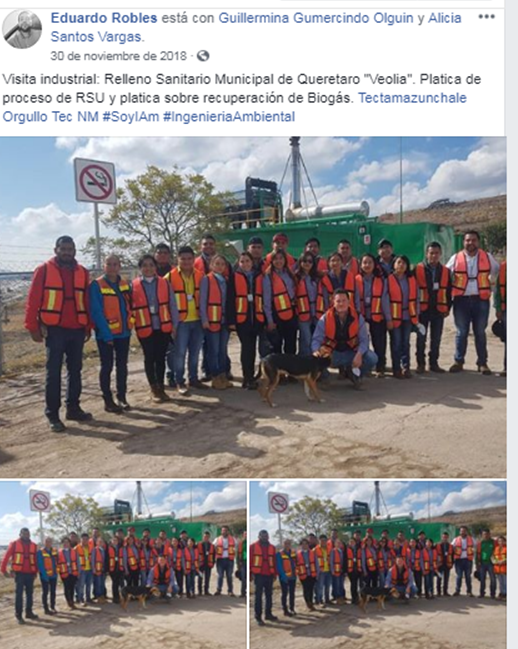 Eduardo Robles está con Guillermina Gumercindo Olguin y Alicia
Santos Vargas.
30 de noviembre de 2018 ·
Visita industrial: Relleno Sanitario Municipal de Queretaro "Veolia". Platica de
proceso de RSU y platica sobre recuperación de Biogás. Tectamazunchale
Orgullo Tec NM #SoyIAm #IngenieriaAmbiental